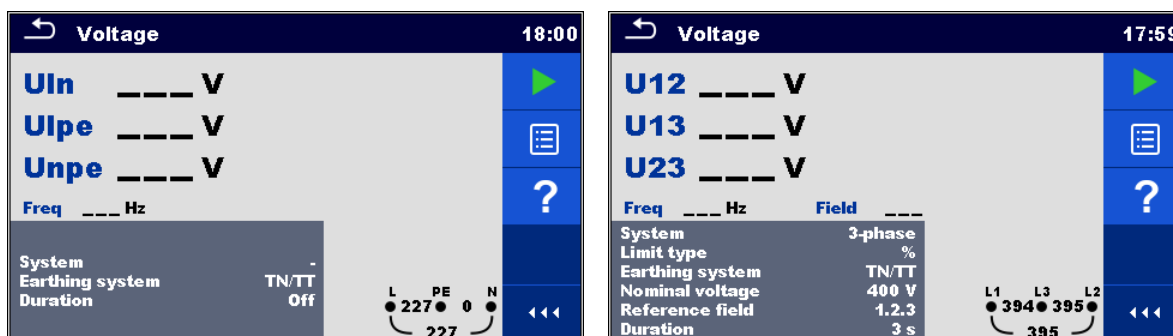 Voltage 18:00
Uln ___ V
Ulpe ___ V
Unpe ___ V
Freq ___ Hz
System -
Earthing system TN/TT
Duration Off
L PE N
227 0
227
?
Voltage 17:59
U12 ___ V
U13 ___ V
U23 ___ V
Freq ___ Hz Field ___
System 3-phase
Limit type %
Earthing system TN/TT
Nominal voltage 400 V
Reference field 1.2.3
Duration 3 s
L1 L3 L2
394 395
395
?